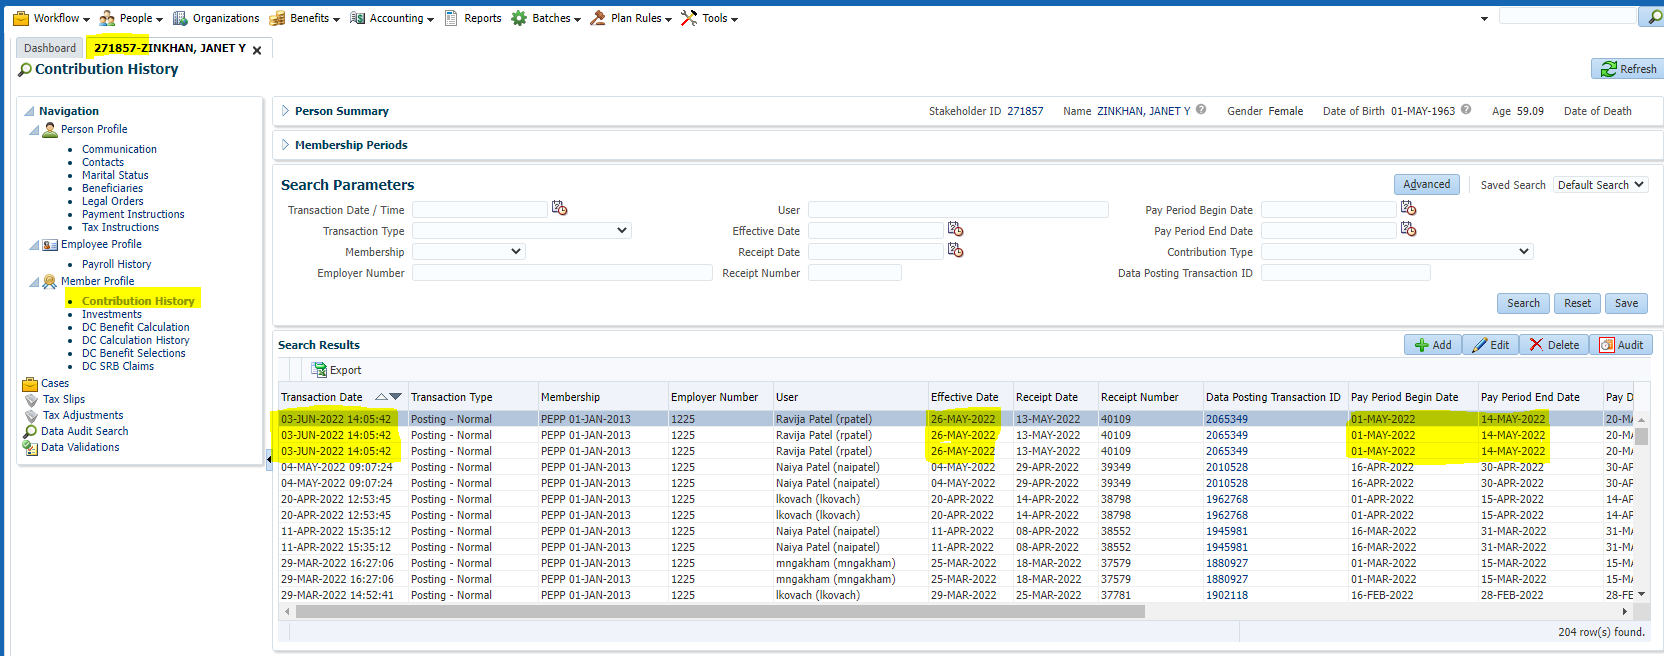 Workflow People Organizations Benefits Accounting Reports Batches Plan Rules Tools
Dashboard 271857-ZINKHAN, JANET Y
Contribution History
Refresh
Navigation
Person Profile
Communication
Contacts
Marital Status
Beneficiaries
Legal Orders
Payment Instructions
Tax Instructions
Employee Profile
Payroll History
Member Profile
Contribution History
Investments
DC Benefit Calculation
DC Calculation History
DC Benefit Selections
DC SRB Claims
Cases
Tax Slips
Tax Adjustments
Data Audit Search
Data Validations
Person Summary Stakeholder ID 271857 Name ZINKHAN, JANET Y Gender Female Date of Birth 01-MAY-1963 Age 59.09 Date of Death
Membership Periods
Search Parameters Advanced Saved Search Default Search
Transaction Date / Time User Pay Period Begin Date
Transaction Type Effective Date Pay Period End Date
Membership Receipt Date Contribution Type
Employer Number Receipt Number Data Posting Transaction ID
Search Reset Save
Search Results Add Edit Delete Audit
Export
Transaction Date Transaction Type Membership Employer Number User Effective Date Receipt Date Receipt Number Data Posting Transaction ID Pay Period Begin Date Pay Period End Date Pay D
03-JUN-2022 14:05:42 Posting - Normal PEPP 01-JAN-2013 1225 Ravija Patel (rpatel) 26-MAY-2022 13-MAY-2022 40109 2065349 01-MAY-2022 14-MAY-2022 20-MA
03-JUN-2022 14:05:42 Posting - Normal PEPP 01-JAN-2013 1225 Ravija Patel (rpatel) 26-MAY-2022 13-MAY-2022 40109 2065349 01-MAY-2022 14-MAY-2022 20-MA
03-JUN-2022 14:05:42 Posting - Normal PEPP 01-JAN-2013 1225 Ravija Patel (rpatel) 26-MAY-2022 13-MAY-2022 40109 2065349 01-MAY-2022 14-MAY-2022 20-MA
04-MAY-2022 09:07:24 Posting - Normal PEPP 01-JAN-2013 1225 Naiya Patel (naipatel) 04-MAY-2022 29-APR-2022 39349 2010528 16-APR-2022 30-APR-2022 30-AF
04-MAY-2022 09:07:24 Posting - Normal PEPP 01-JAN-2013 1225 Naiya Patel (naipatel) 04-MAY-2022 29-APR-2022 39349 2010528 16-APR-2022 30-APR-2022 30-AF
20-APR-2022 12:53:45 Posting - Normal PEPP 01-JAN-2013 1225 lkovach (lkovach) 20-APR-2022 14-APR-2022 38798 1962768 01-APR-2022 15-APR-2022 14-AF
20-APR-2022 12:53:45 Posting - Normal PEPP 01-JAN-2013 1225 lkovach (lkovach) 20-APR-2022 14-APR-2022 38798 1962768 01-APR-2022 15-APR-2022 14-AF
11-APR-2022 15:35:12 Posting - Normal PEPP 01-JAN-2013 1225 Naiya Patel (naipatel) 11-APR-2022 08-APR-2022 38552 1945981 16-MAR-2022 31-MAR-2022 31-MA
11-APR-2022 15:35:12 Posting - Normal PEPP 01-JAN-2013 1225 Naiya Patel (naipatel) 11-APR-2022 08-APR-2022 38552 1945981 16-MAR-2022 31-MAR-2022 31-MA
29-MAR-2022 16:27:06 Posting - Normal PEPP 01-JAN-2013 1225 mngakham (mngakham) 25-MAR-2022 18-MAR-2022 37579 1880927 01-MAR-2022 15-MAR-2022 15-MA
29-MAR-2022 16:27:06 Posting - Normal PEPP 01-JAN-2013 1225 mngakham (mngakham) 25-MAR-2022 18-MAR-2022 37579 1880927 01-MAR-2022 15-MAR-2022 15-MA
29-MAR-2022 14:52:41 Posting - Normal PEPP 01-JAN-2013 1225 lkovach (lkovach) 29-MAR-2022 25-MAR-2022 37781 1902118 16-FEB-2022 28-FEB-2022 28-FE
204 row(s) found.